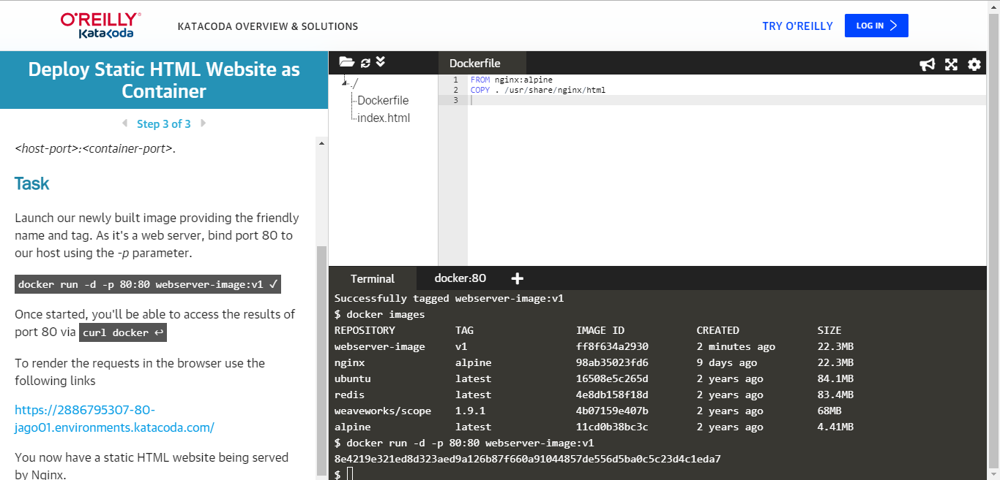 O'REILLY®
Katacoda
KATACODA OVERVIEW & SOLUTIONS
TRY O'REILLY
LOG IN
Deploy Static HTML Website as
Container
Step 3 of 3
<host-port>:<container-port>.
Task
Launch our newly built image providing the friendly
name and tag. As it's a web server, bind port 80 to
our host using the -p parameter.
docker run -d -p 80:80 webserver-image:v1 ✓
Once started, you'll be able to access the results of
port 80 via curl docker ↩
To render the requests in the browser use the
following links
https://2886795307-80-
jago01.environments.katacoda.com/
You now have a static HTML website being served
by Nginx.
./
Dockerfile
index.html
Dockerfile
1 FROM nginx:alpine
2 COPY . /usr/share/nginx/html
3
Terminal
docker:80
+
Successfully tagged webserver-image:v1
$ docker images
REPOSITORY TAG IMAGE ID CREATED SIZE
webserver-image v1 ff8f634a2930 2 minutes ago 22.3MB
nginx alpine 98ab35023fd6 9 days ago 22.3MB
ubuntu latest 16508e5c265d 2 years ago 84.1MB
redis latest 4e8db158f18d 2 years ago 83.4MB
weaveworks/scope 1.9.1 4b07159e407b 2 years ago 68MB
alpine latest 11cd0b38bc3c 2 years ago 4.41MB
$ docker run -d -p 80:80 webserver-image:v1
8e4219e321ed8d323aed9a126b87f660a91044857de556d5ba0c5c23d4c1eda7
$